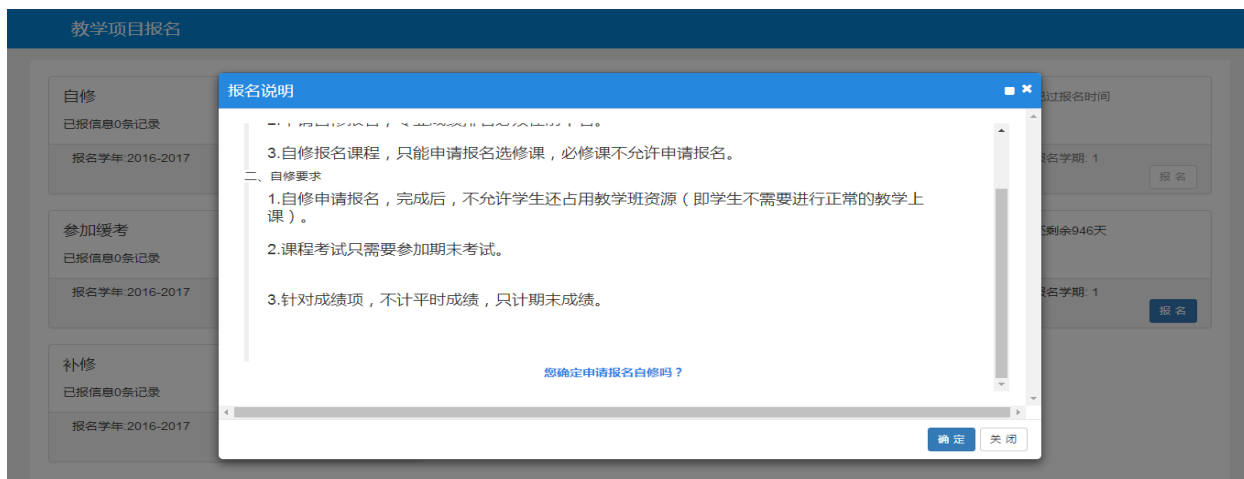 教学项目报名
自修
已报信息0条记录
报名学年:2016-2017
参加缓考
已报信息0条记录
报名学年:2016-2017
补修
已报信息0条记录
报名学年:2016-2017
报名说明
3.自修报名课程，只能申请报名选修课，必修课不允许申请报名。
二、自修要求
1.自修申请报名，完成后，不允许学生还占用教学班资源（即学生不需要进行正常的教学上
课）。
2.课程考试只需要参加期末考试。
3.针对成绩项，不计平时成绩，只计期末成绩。
您确定申请报名自修吗？
确 定
关 闭
过报名时间
报名学期: 1
报 名
剩余946天
报名学期: 1
报 名